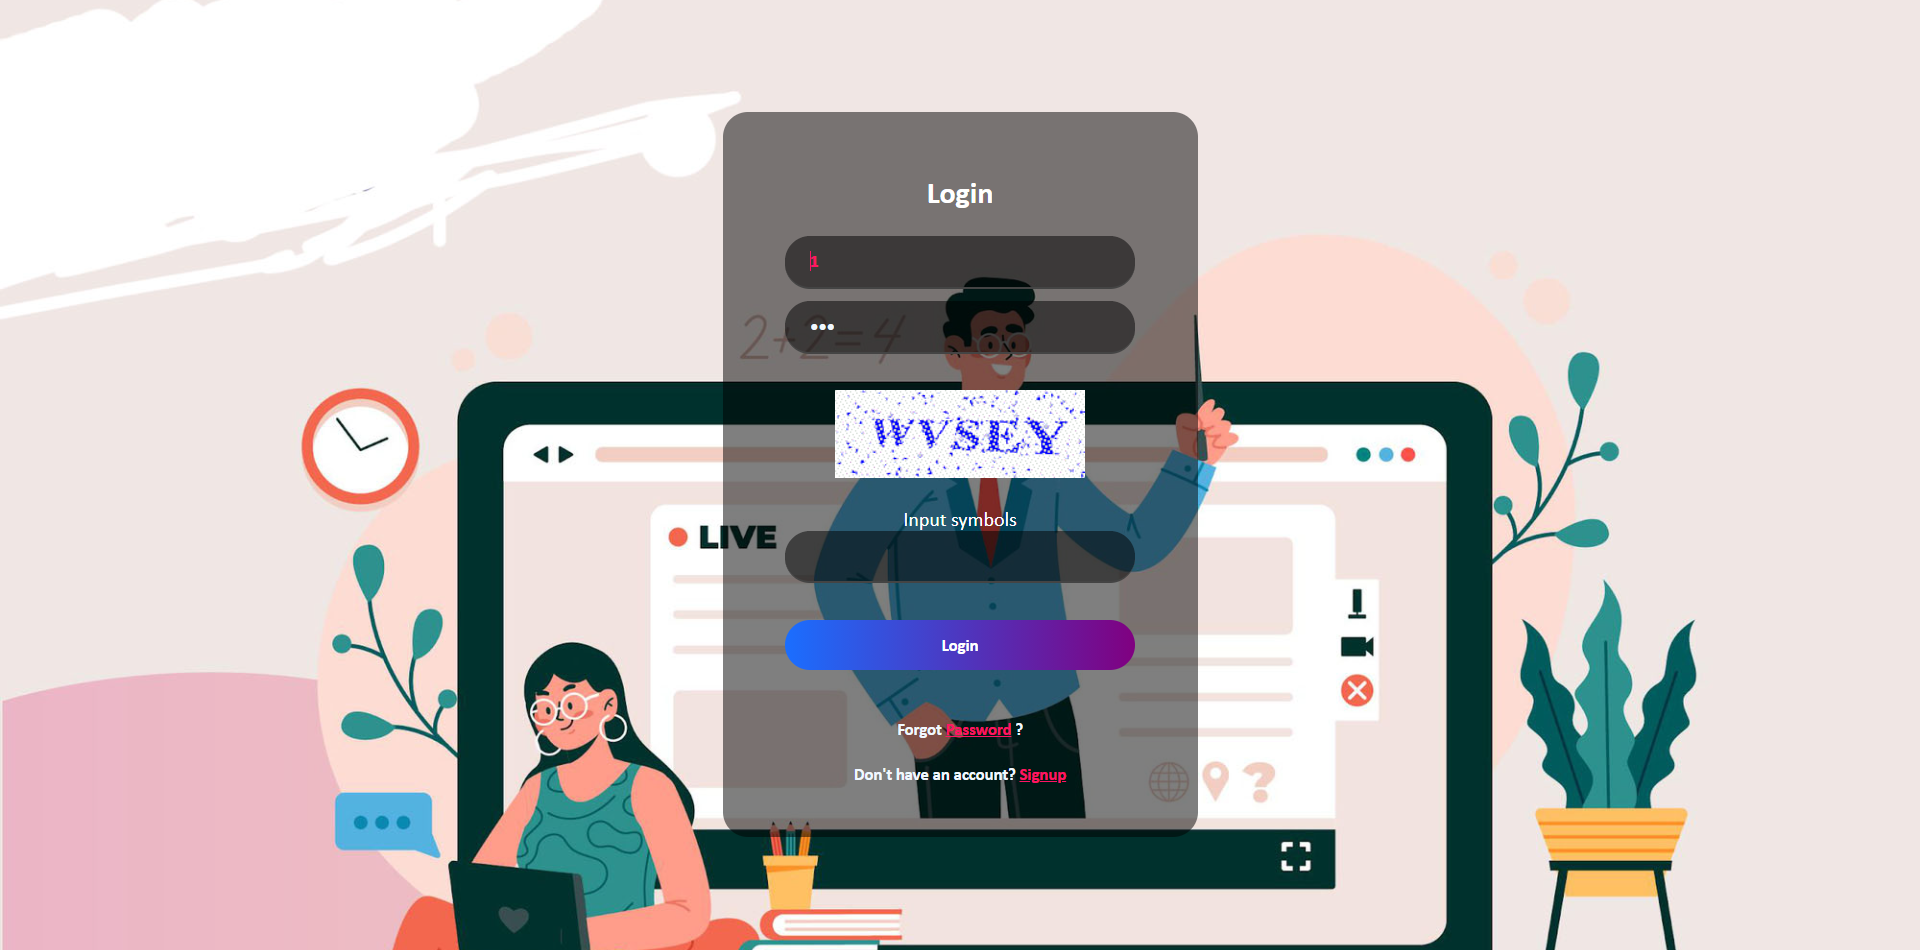 Login
1
•••
2+2=4
WVSEY
Input symbols
LIVE
Login
Forgot Password ?
Don't have an account? Signup
?